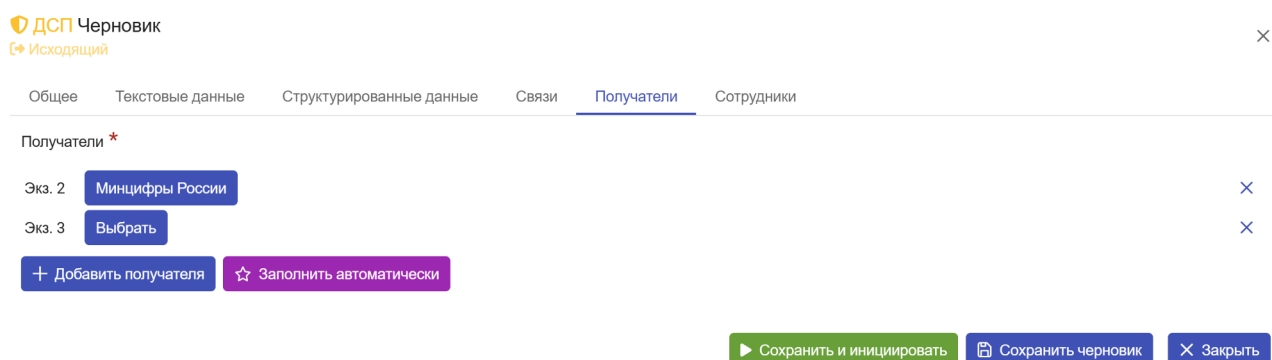 ДСП Черновик
Исходящий
Общее Текстовые данные Структурированные данные Связи Получатели Сотрудники
Получатели *
Экз. 2 Минцифры России
Экз. 3 Выбрать
Добавить получателя Заполнить автоматически
Сохранить и инициировать Сохранить черновик Закрыть